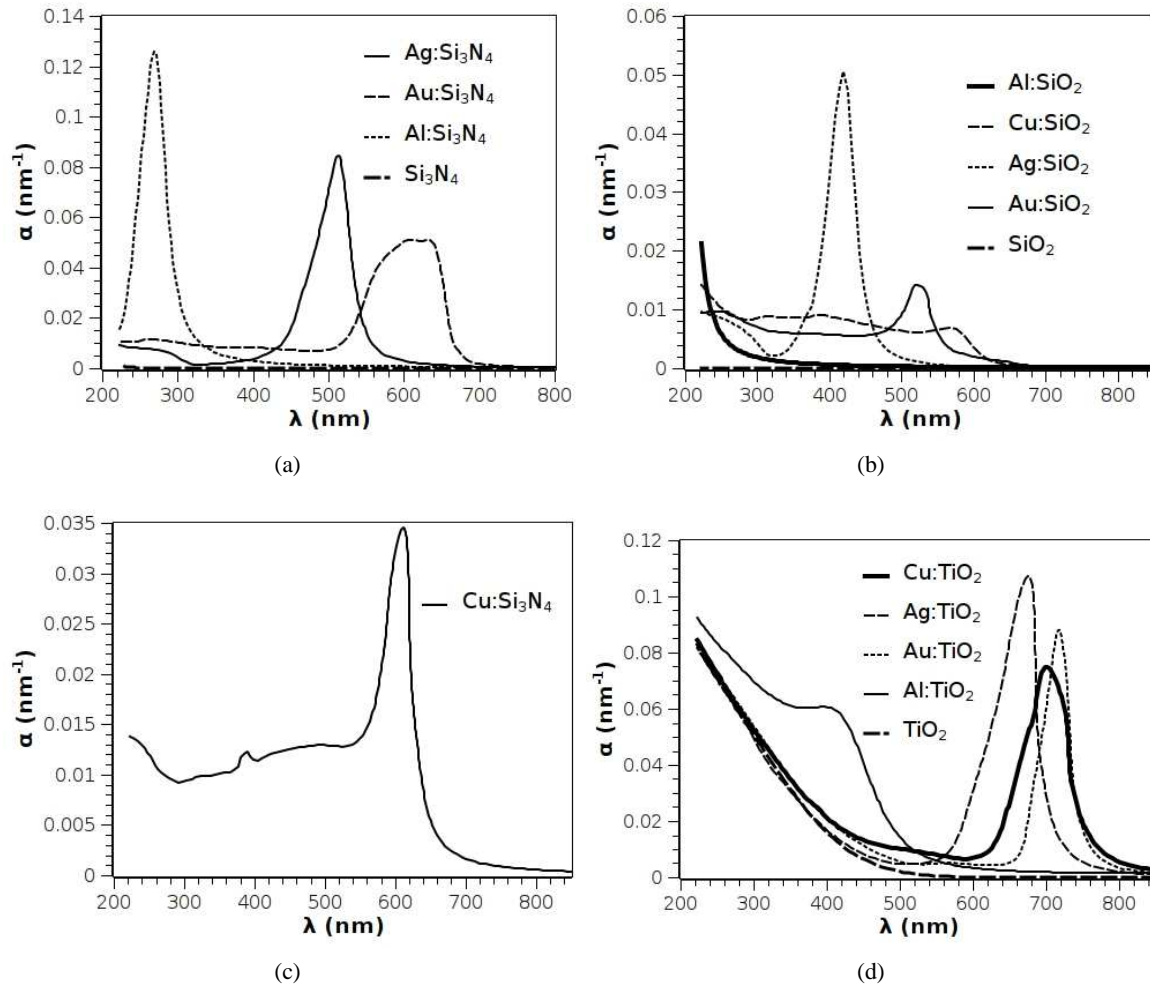 0.14
0.12
0.1
0.08
0.06
0.04
0.02
0
α (nm⁻¹)
Ag:Si₃N₄
Au:Si₃N₄
Al:Si₃N₄
Si₃N₄
200 300 400 500 600 700 800
λ (nm)
(a)
0.06
0.05
0.04
0.03
0.02
0.01
0
α (nm⁻¹)
Al:SiO₂
Cu:SiO₂
Ag:SiO₂
Au:SiO₂
SiO₂
200 300 400 500 600 700 800
λ (nm)
(b)
0.035
0.03
0.025
0.02
0.015
0.01
0.005
0
α (nm⁻¹)
Cu:Si₃N₄
200 300 400 500 600 700 800
λ (nm)
(c)
0.12
0.1
0.08
0.06
0.04
0.02
0
α (nm⁻¹)
Cu:TiO₂
Ag:TiO₂
Au:TiO₂
Al:TiO₂
TiO₂
200 300 400 500 600 700 800
λ (nm)
(d)